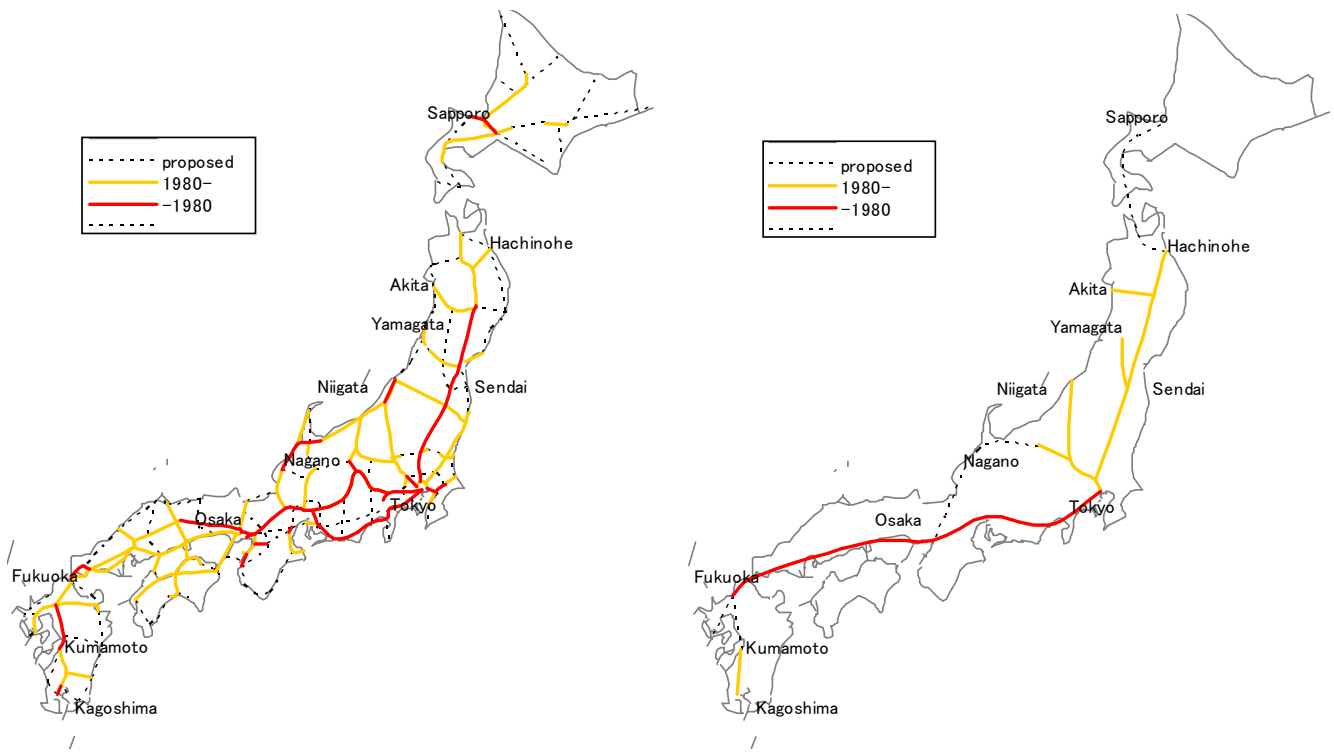 Sapporo
proposed
1980-
-1980
Hachinohe
Akita
Yamagata
Niigata
Sendai
Nagano
Tokyo
Osaka
Fukuoka
Kumamoto
Kagoshima
Sapporo
proposed
1980-
-1980
Hachinohe
Akita
Yamagata
Niigata
Sendai
Nagano
Tokyo
Osaka
Fukuoka
Kumamoto
Kagoshima